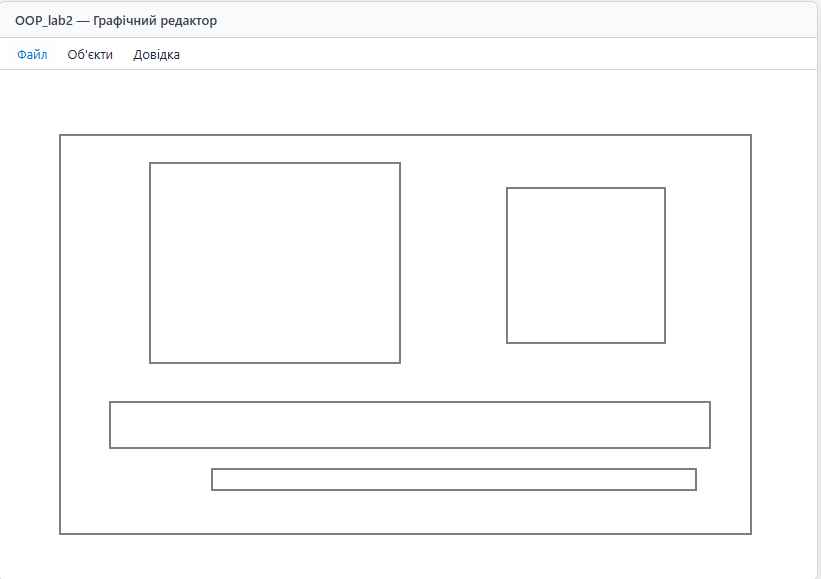 OOP_lab2 — Графічний редактор
Файл Об'єкти Довідка